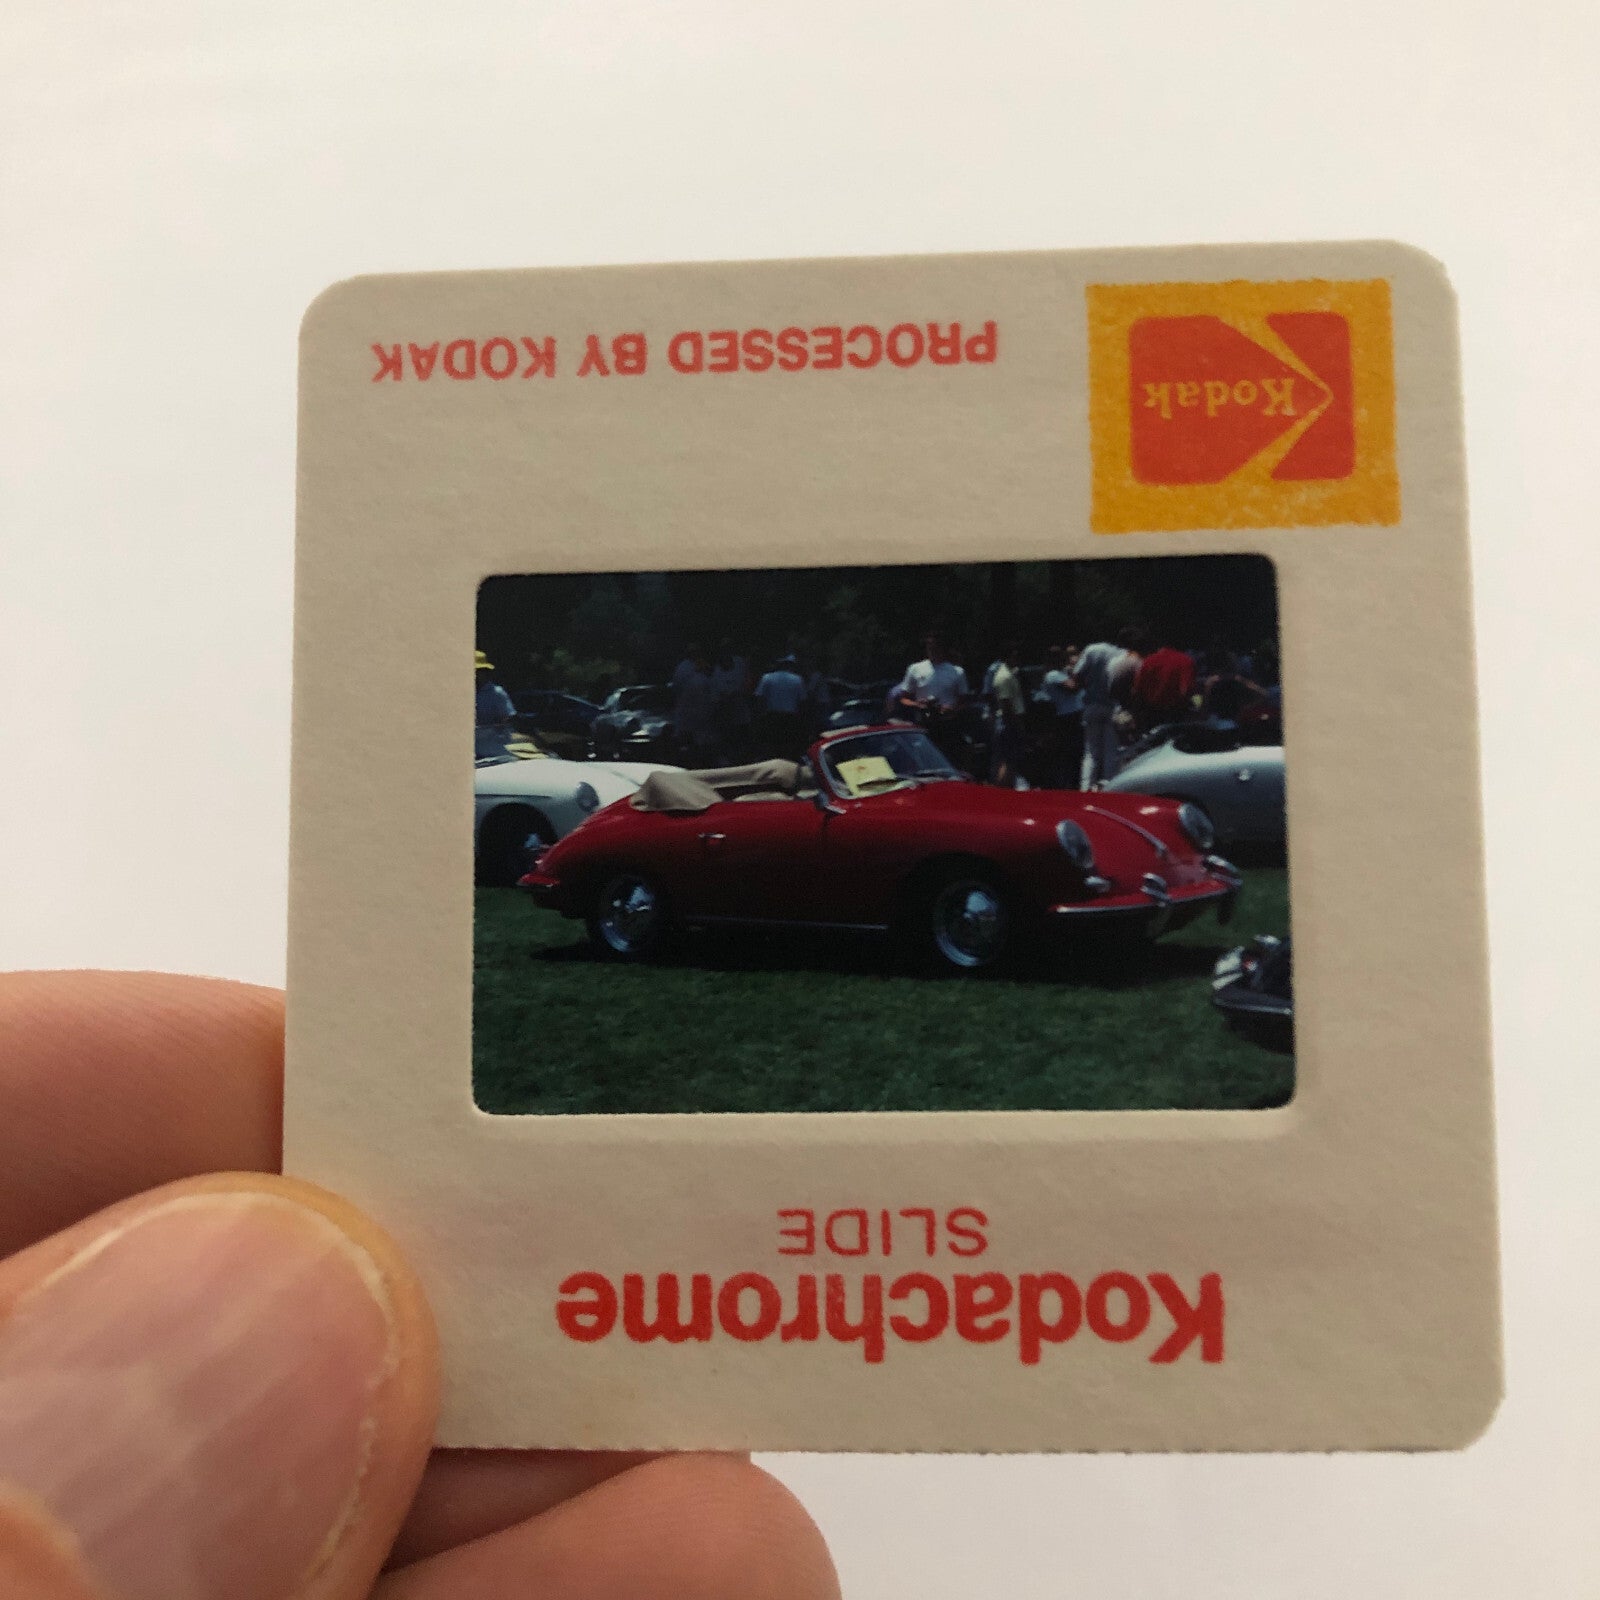 PROCESSED BY KODAK
Kodak
SLIDE
Kodachrome